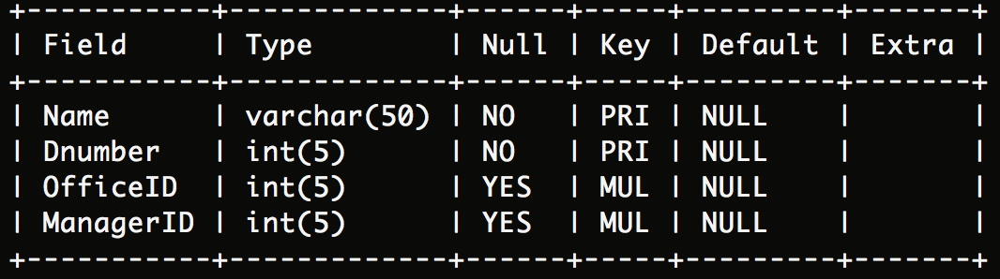 +-----------+-------------+------+-----+---------+-------+
| Field     | Type        | Null | Key | Default | Extra |
+-----------+-------------+------+-----+---------+-------+
| Name      | varchar(50) | NO   | PRI | NULL    |       |
| Dnumber   | int(5)      | NO   | PRI | NULL    |       |
| OfficeID  | int(5)      | YES  | MUL | NULL    |       |
| ManagerID | int(5)      | YES  | MUL | NULL    |       |
+-----------+-------------+------+-----+---------+-------+